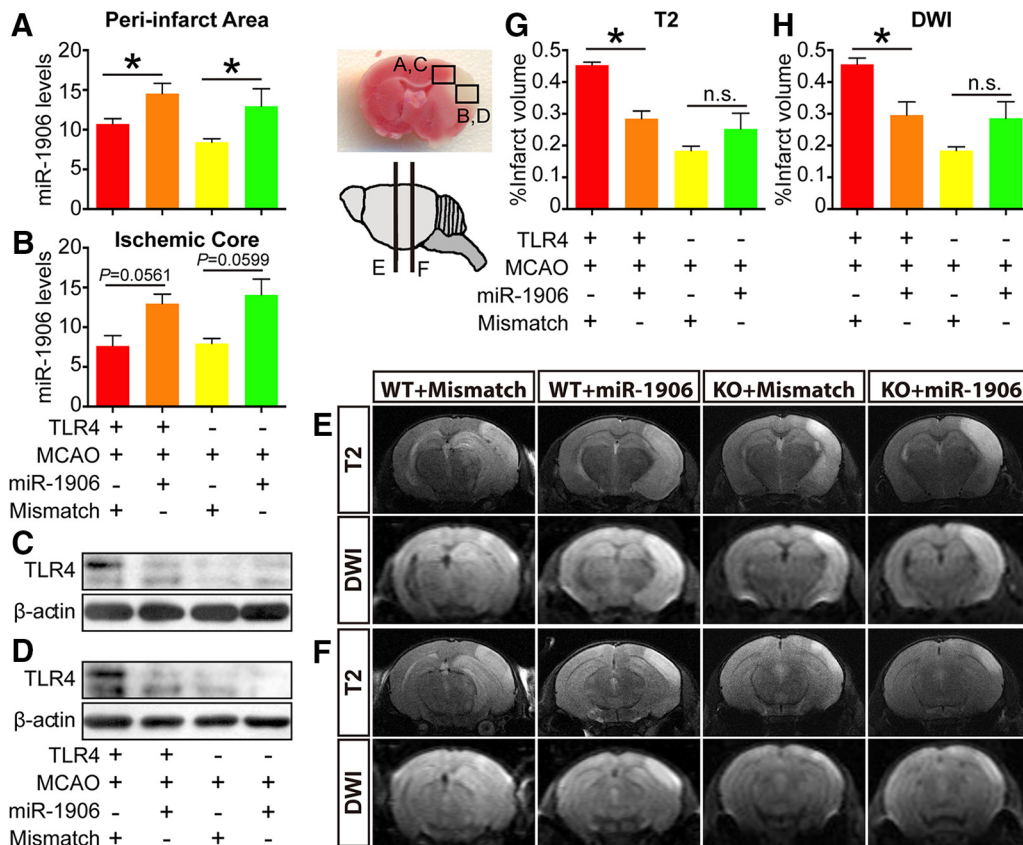 A
Peri-infarct Area
miR-1906 levels
20
15
10
5
0
*
*
B
Ischemic Core
miR-1906 levels
20
15
10
5
0
P=0.0561
P=0.0599
TLR4 + + - -
MCAO + + + +
miR-1906 - + - +
Mismatch + - + -
C
TLR4
β-actin
D
TLR4
β-actin
TLR4 + + - -
MCAO + + + +
miR-1906 - + - +
Mismatch + - + -
A,C
B,D
E
F
G
T2
%Infarct volume
0.5
0.4
0.3
0.2
0.1
0
*
n.s.
TLR4 + + - -
MCAO + + + +
miR-1906 - + - +
Mismatch + - + -
H
DWI
%Infarct volume
0.5
0.4
0.3
0.2
0.1
0
*
n.s.
+ + - -
+ + + +
- + - +
+ - + -
WT+Mismatch
WT+miR-1906
KO+Mismatch
KO+miR-1906
E
T2
DWI
F
T2
DWI